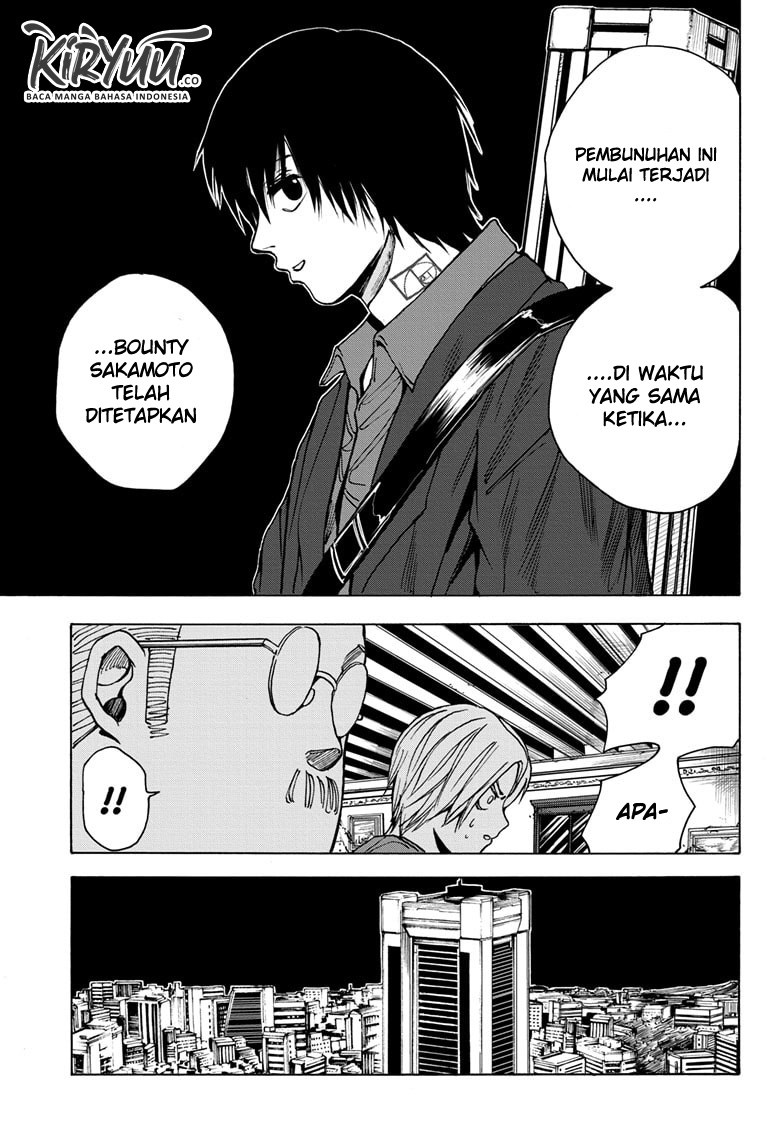 KIRYUU.CO
BACA MANGA BAHASA INDONESIA
PEMBUNUHAN INI
MULAI TERJADI
....
....DI WAKTU
YANG SAMA
KETIKA...
...BOUNTY
SAKAMOTO
TELAH
DITETAPKAN
!!
APA-
!!